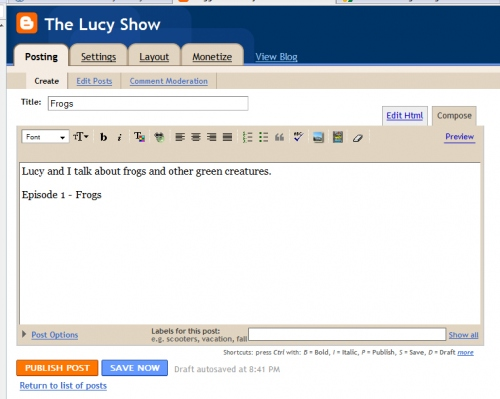 The Lucy Show
Posting Settings Layout Monetize View Blog
Create Edit Posts Comment Moderation
Title: Frogs
Edit Html Compose
Font T b i ABC Preview
Lucy and I talk about frogs and other green creatures.
Episode 1 - Frogs
Post Options
Labels for this post:
e.g. scooters, vacation, fall
Show all
Shortcuts: press Ctrl with: B = Bold, I = Italic, P = Publish, S = Save, D = Draft more
PUBLISH POST SAVE NOW Draft autosaved at 8:41 PM
Return to list of posts